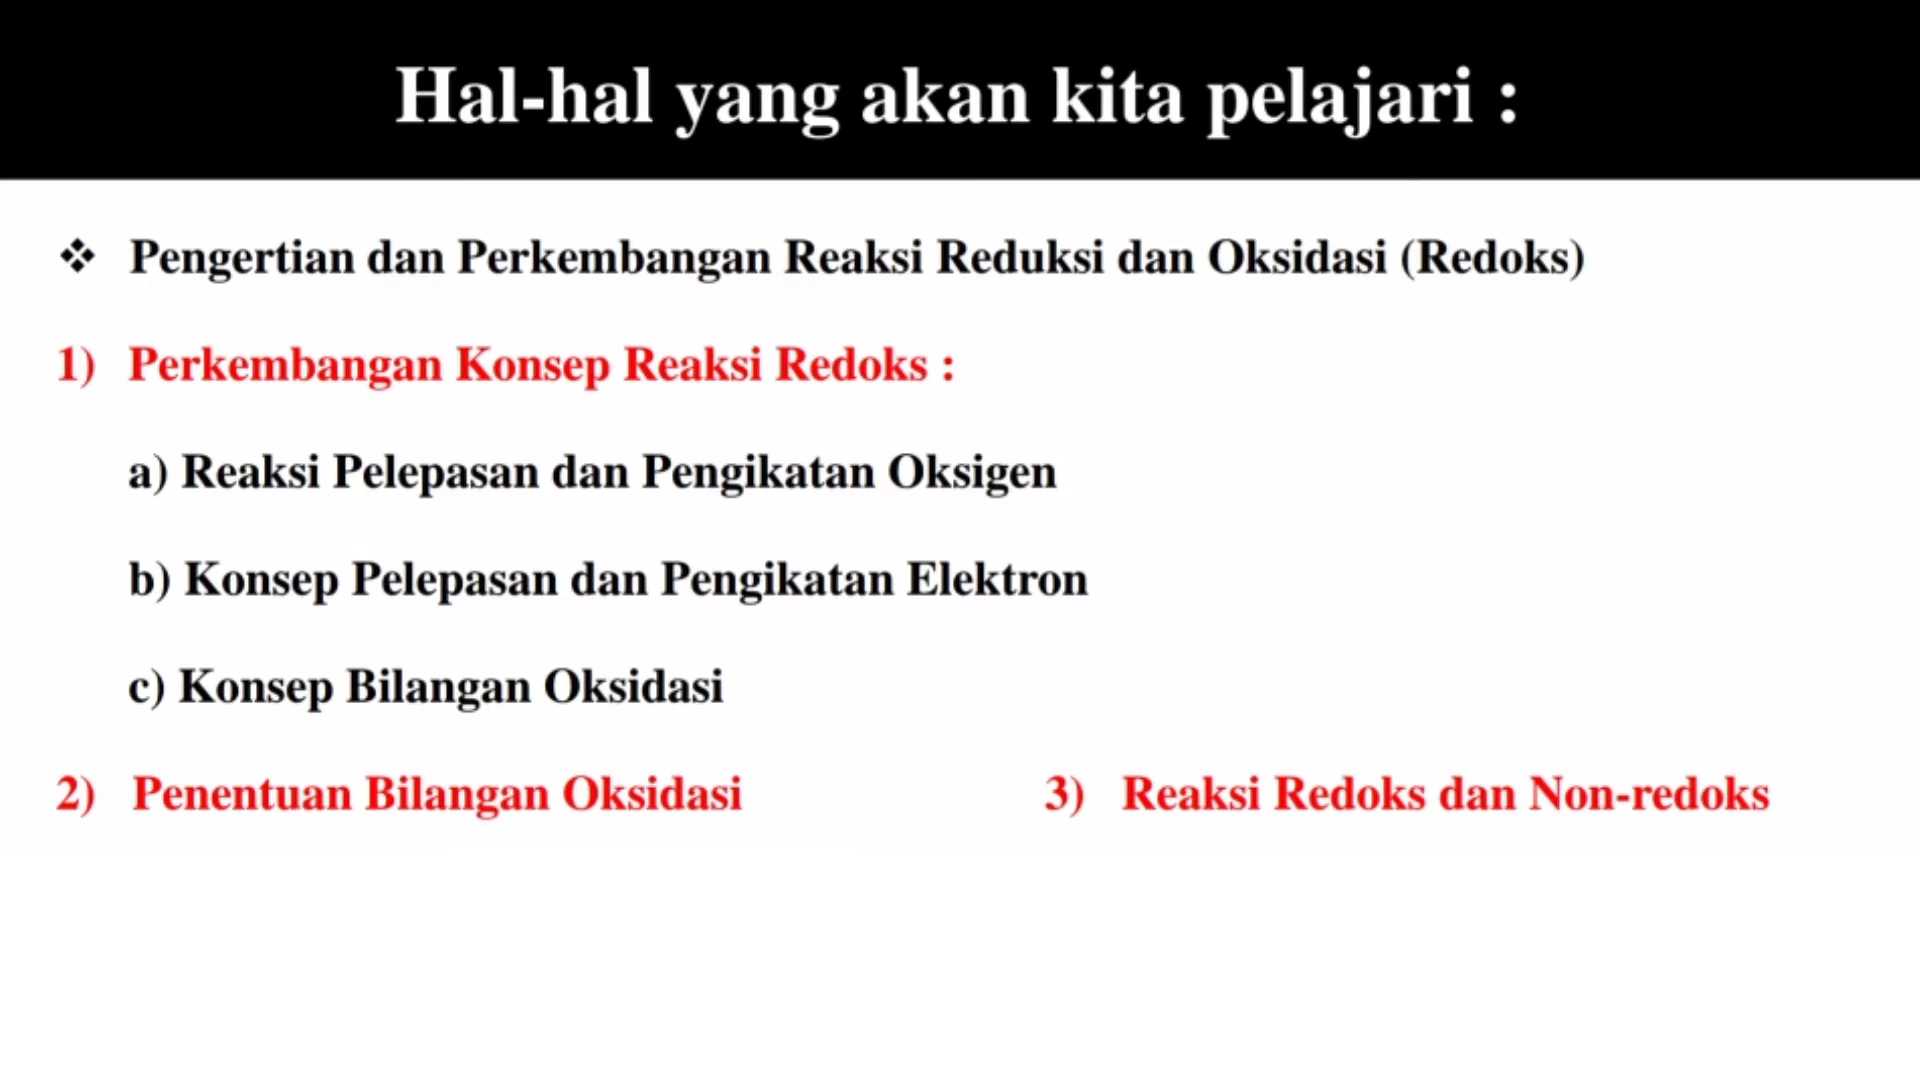 Hal-hal yang akan kita pelajari :
❖ Pengertian dan Perkembangan Reaksi Reduksi dan Oksidasi (Redoks)
1) Perkembangan Konsep Reaksi Redoks :
a) Reaksi Pelepasan dan Pengikatan Oksigen
b) Konsep Pelepasan dan Pengikatan Elektron
c) Konsep Bilangan Oksidasi
2) Penentuan Bilangan Oksidasi
3) Reaksi Redoks dan Non-redoks